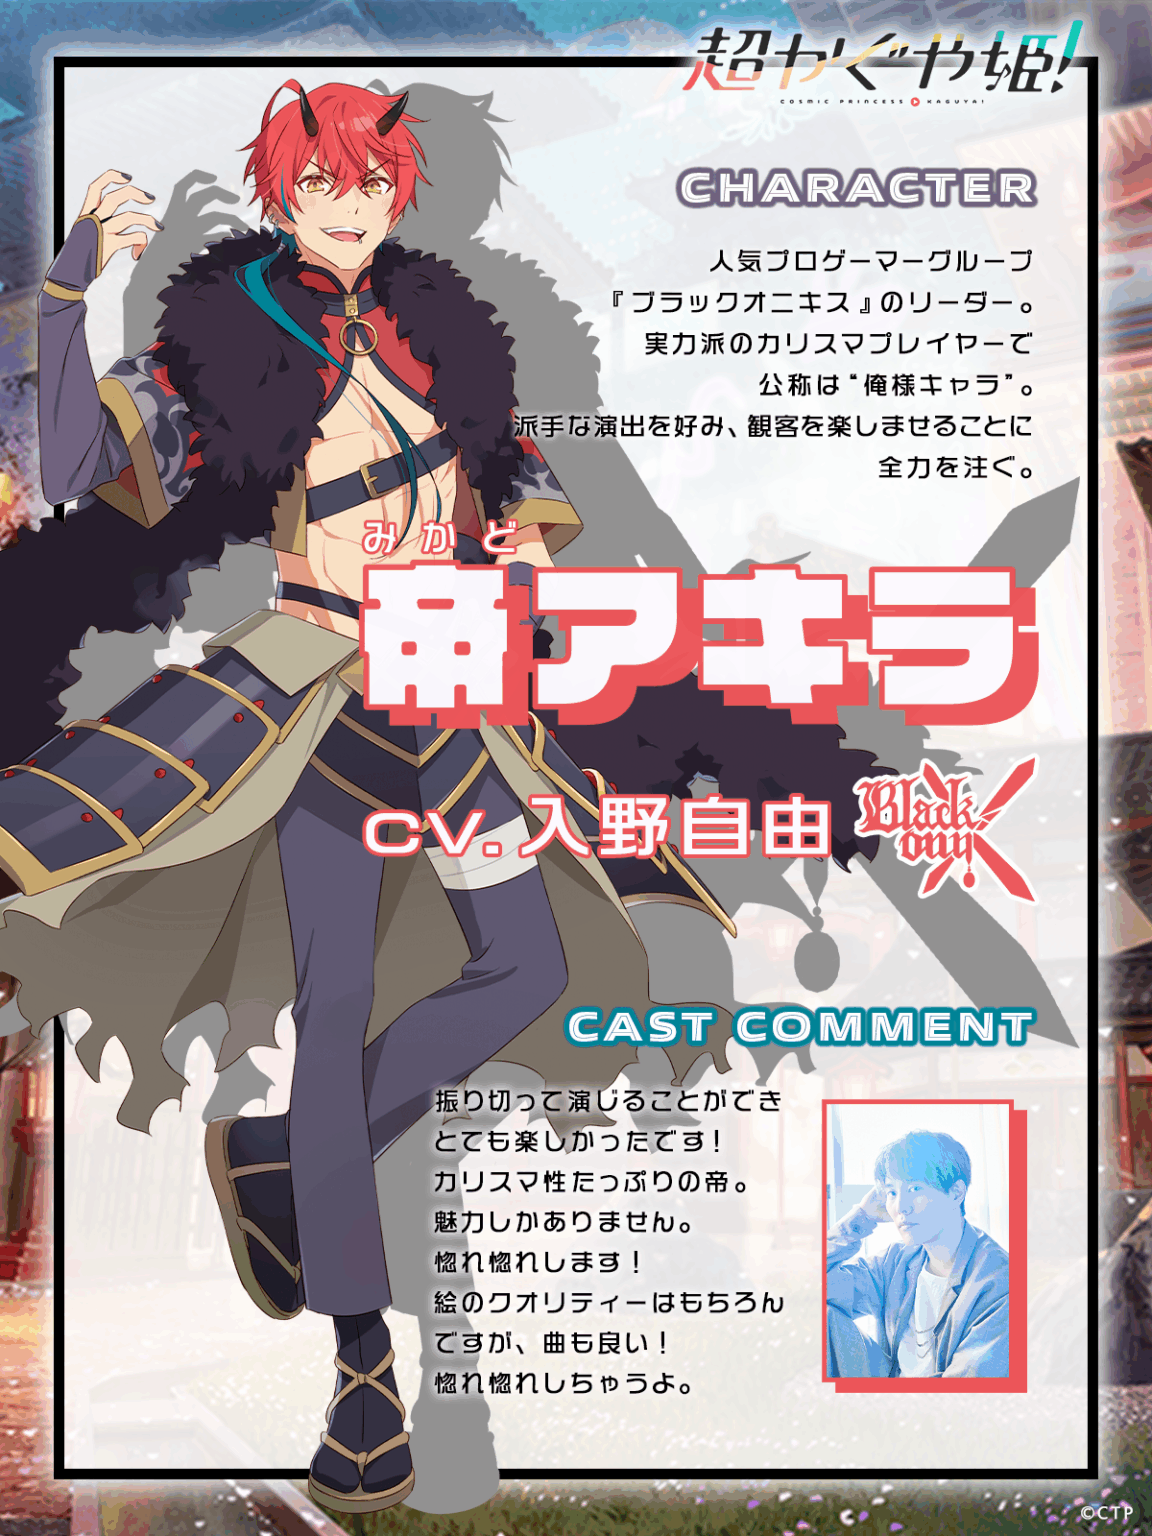 超かぐや姫!
COSMIC PRINCESS KAGUYA!
CHARACTER
人気プロゲーマーグループ
『ブラックオニキス』のリーダー。
実力派のカリスマプレイヤーで
公称は“俺様キャラ”。
派手な演出を好み、観客を楽しませることに
全力を注ぐ。
みかど
帝アキラ
CV.入野自由
Black
onyx
CAST COMMENT
振り切って演じることができ
とても楽しかったです!
カリスマ性たっぷりの帝。
魅力しかありません。
惚れ惚れします!
絵のクオリティーはもちろん
ですが、曲も良い!
惚れ惚れしちゃうよ。
©CTP